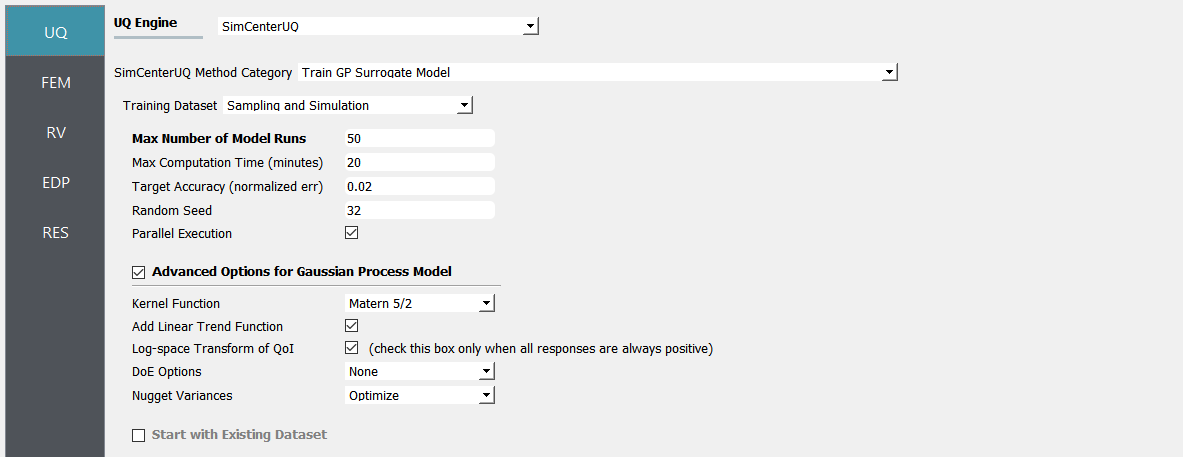 UQ
FEM
RV
EDP
RES
UQ Engine SimCenterUQ
SimCenterUQ Method Category Train GP Surrogate Model
Training Dataset Sampling and Simulation
Max Number of Model Runs 50
Max Computation Time (minutes) 20
Target Accuracy (normalized err) 0.02
Random Seed 32
Parallel Execution
Advanced Options for Gaussian Process Model
Kernel Function Matern 5/2
Add Linear Trend Function
Log-space Transform of QoI (check this box only when all responses are always positive)
DoE Options None
Nugget Variances Optimize
Start with Existing Dataset